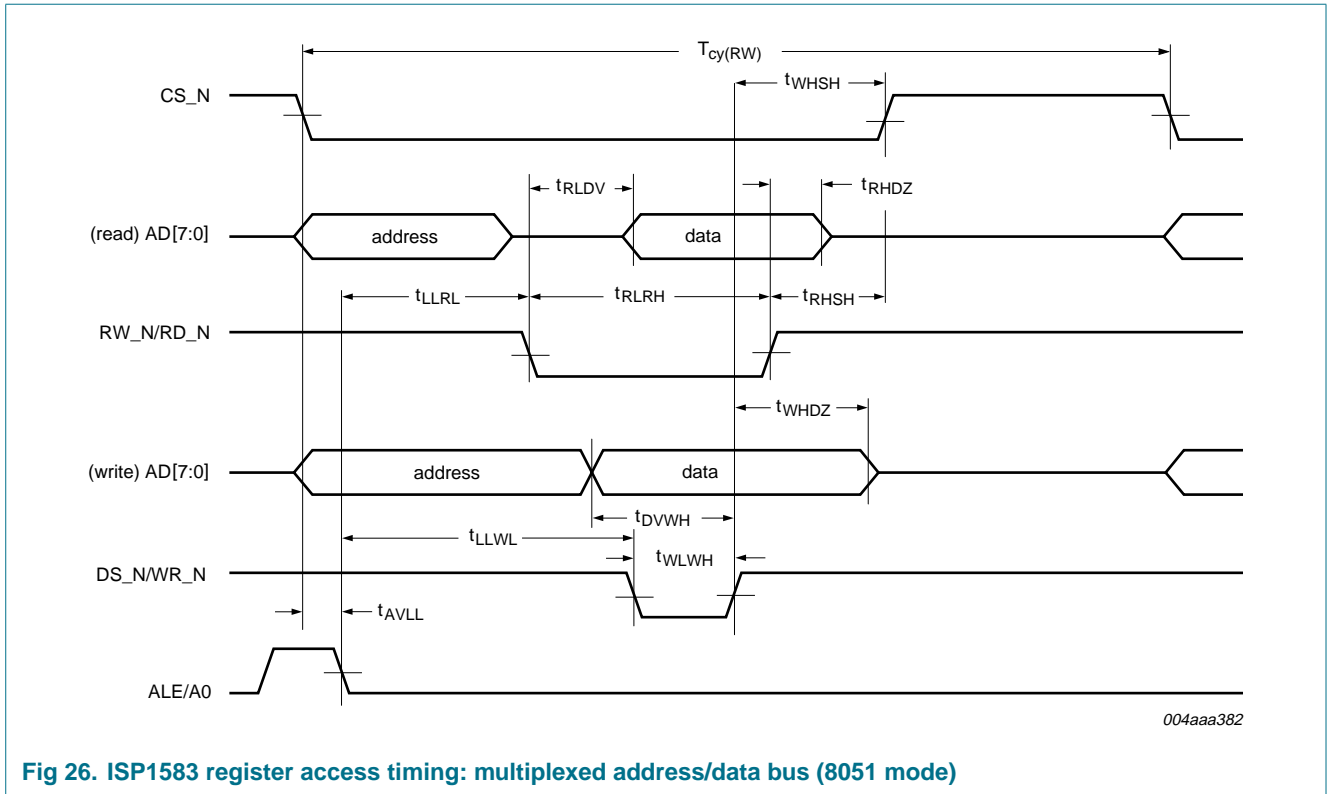 Tcy(RW)
tWHSH
CS_N
tRLDV
tRHDZ
(read) AD[7:0]
address
data
tLLRL
tRLRH
tRHSH
RW_N/RD_N
tWHDZ
(write) AD[7:0]
address
data
tDVWH
tLLWL
tWLWH
DS_N/WR_N
tAVLL
ALE/A0
004aaa382
Fig 26. ISP1583 register access timing: multiplexed address/data bus (8051 mode)